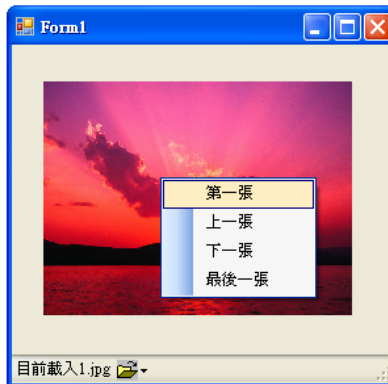 Form1
第一張
上一張
下一張
最後一張
目前載入1.jpg